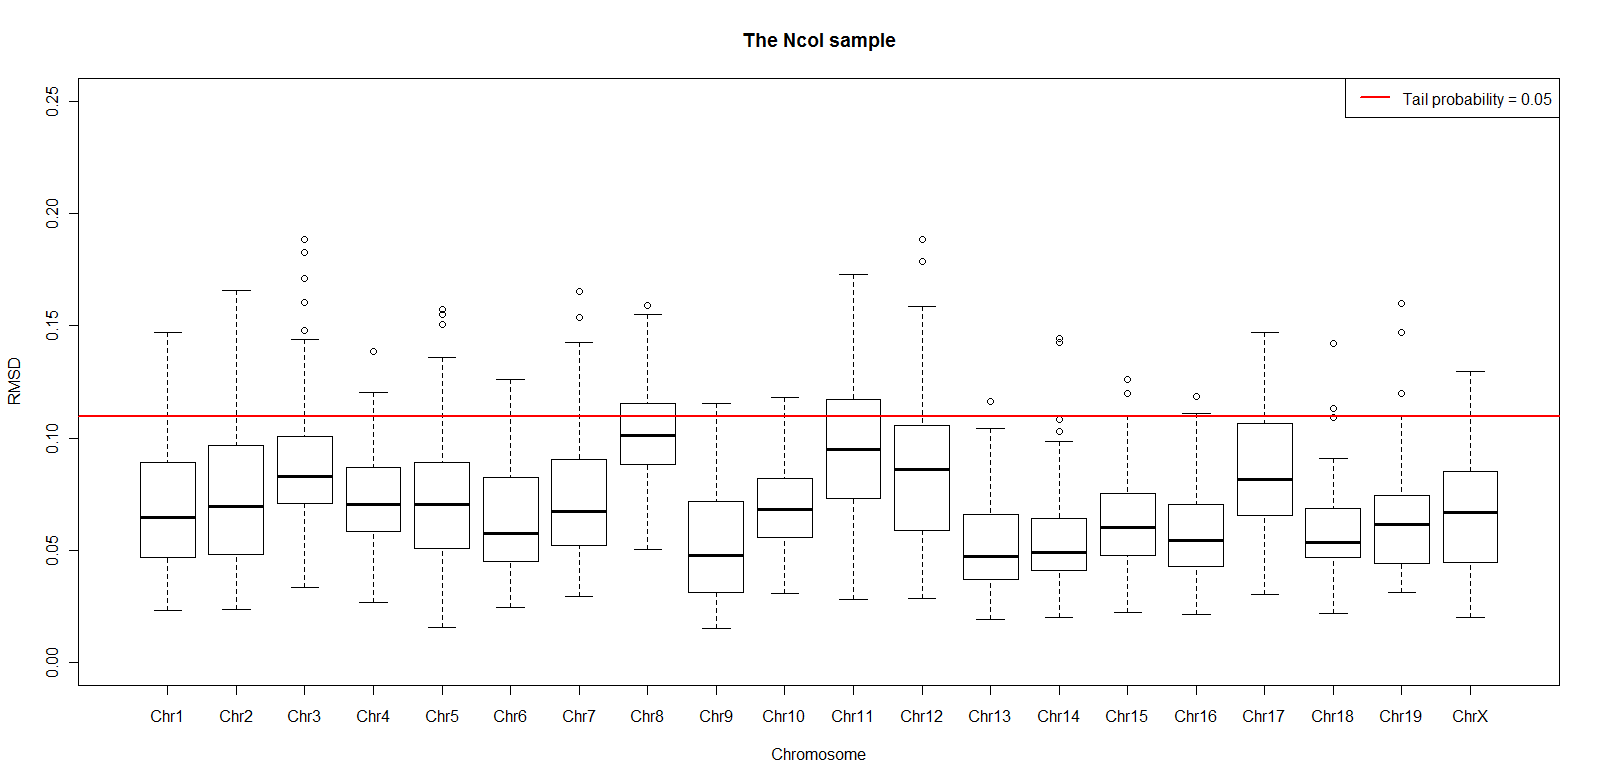 The NcoI sample
Tail probability = 0.05
RMSD
0.25
0.20
0.15
0.10
0.05
0.00
Chr1 Chr2 Chr3 Chr4 Chr5 Chr6 Chr7 Chr8 Chr9 Chr10 Chr11 Chr12 Chr13 Chr14 Chr15 Chr16 Chr17 Chr18 Chr19 ChrX
Chromosome